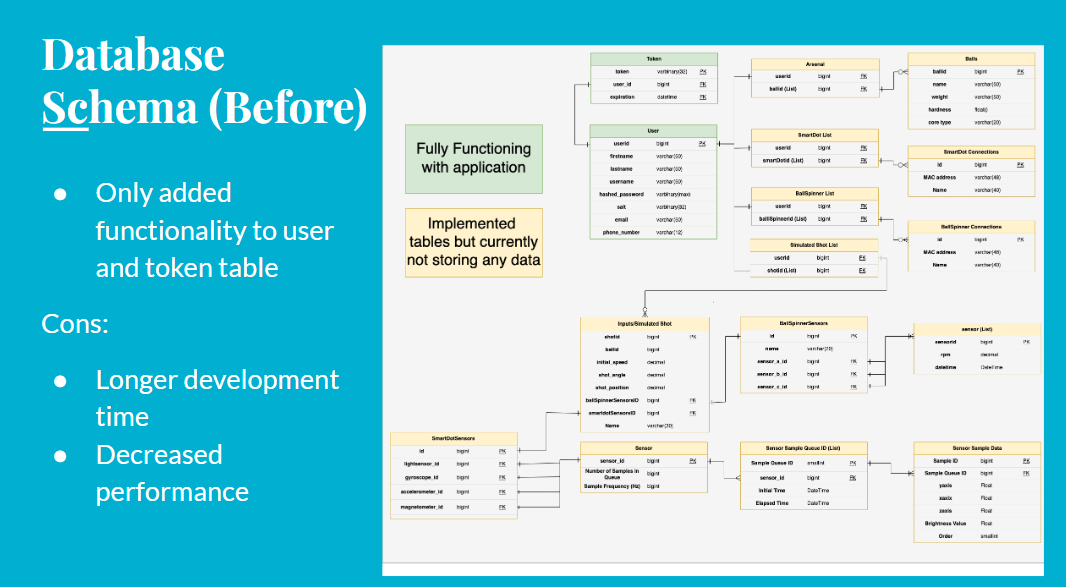 Database
Schema (Before)
● Only added
functionality to user
and token table
Cons:
● Longer development
time
● Decreased
performance
Fully Functioning
with application
Implemented
tables but currently
not storing any data
Token
token varbinary(32) PK
user_id bigint FK
expiration datetime FK
User
userid bigint PK
firstname varchar(50)
lastname varchar(50)
username varchar(50)
hashed_password varbinary(max)
salt varbinary(32)
email varchar(50)
phone_number varchar(12)
Arsenal
userid bigint FK
ballid (List) bigint FK
SmartDot List
userid bigint FK
smartDotid (List) bigint FK
BallSpinner List
userid bigint FK
ballSpinnerid (List) bigint FK
Simulated Shot List
userid bigint FK
shotid (List) bigint FK
Balls
ballid bigint PK
name varchar(50)
weight varchar(50)
hardness
core type varchar(20)
SmartDot Connections
id bigint PK
MAC address varchar(48)
Name varchar(40)
BallSpinner Connections
id bigint PK
MAC address varchar(48)
Name varchar(40)
Inputs/Simulated Shot
shotid bigint PK
ballid bigint
initial_speed decimal
shot_angle decimal
shot_position decimal
ballSpinnerSensorsID bigint FK
smartdotSensorsID bigint FK
Name varchar(20)
BallSpinnerSensors
id bigint PK
name varchar(20)
sensor_a_id bigint FK
sensor_b_id bigint FK
sensor_c_id bigint FK
sensor (List)
sensorid bigint PK
rpm decimal
datetime DateTime
SmartDotSensors
id bigint PK
lightsensor_id bigint FK
gyroscope_id bigint FK
accelerometer_id bigint FK
magnetometer_id bigint FK
Sensor
sensor_id bigint PK
Number of Samples in
Queue bigint
Sample Frequency (Hz) bigint
Sensor Sample Queue ID (List)
Sample Queue ID smallint PK
sensor_id bigint FK
Initial Time DateTime
Elapsed Time DateTime
Sensor Sample Data
Sample ID bigint PK
Sample Queue ID bigint FK
yaxis Float
xaxis Float
zaxis Float
Brightness Value Float
Order smallint